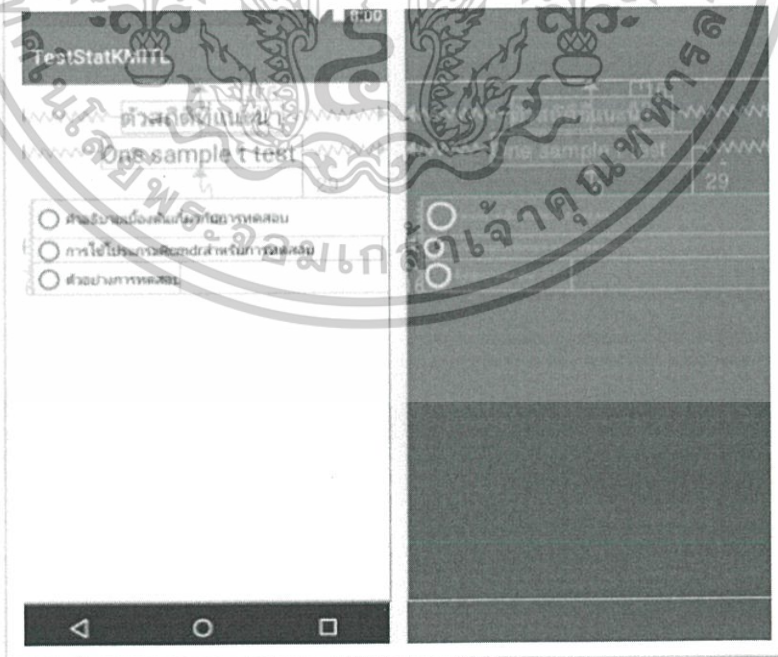 8:00
TestStatKMITL
ตัวสถิติที่แนะนำ
One sample t test
29
คำอธิบายเบื้องต้นเกี่ยวกับการทดสอบ
การใช้โปรแกรมRcmdrสำหรับการทดสอบ
ตัวอย่างการทดสอบ
One sample t test
29